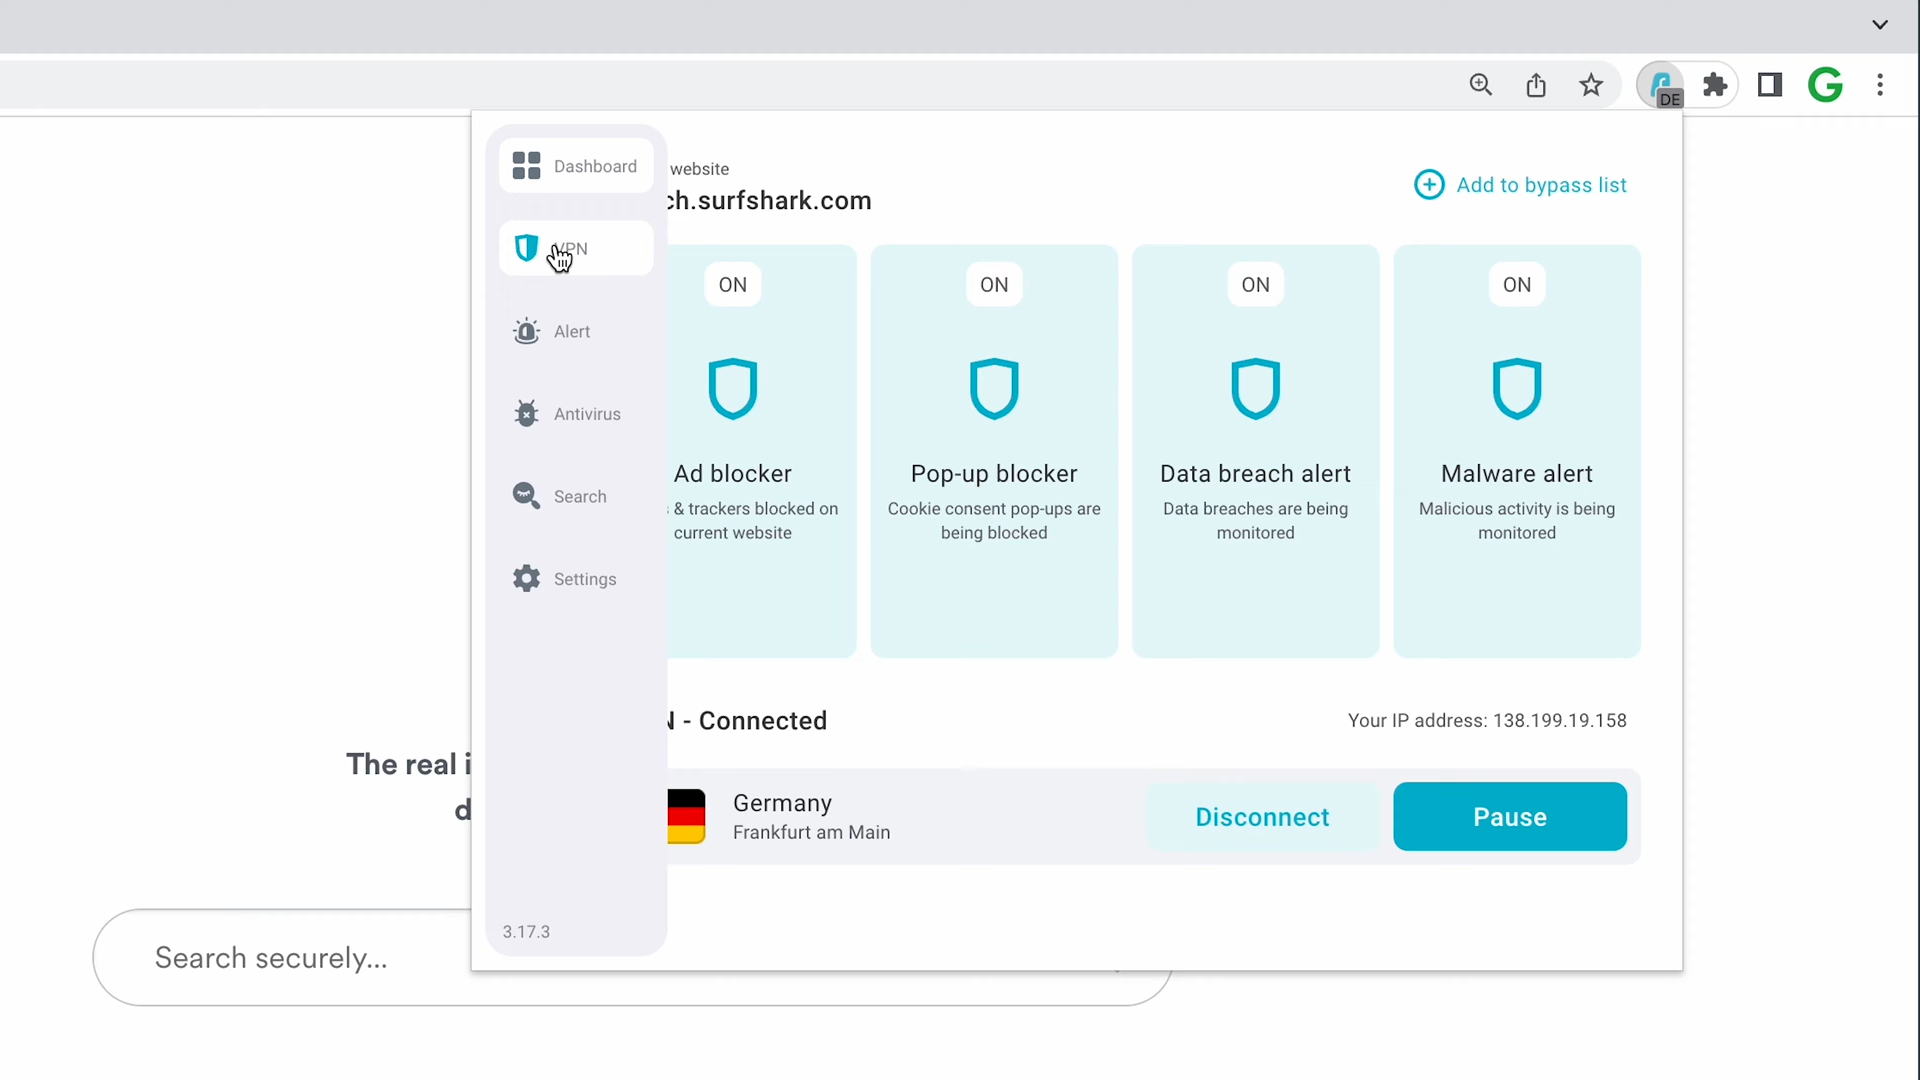 DE
Dashboard
VPN
Alert
Antivirus
Search
Settings
3.17.3
website
ch.surfshark.com
Add to bypass list
ON
Ad blocker
& trackers blocked on
current website
ON
Pop-up blocker
Cookie consent pop-ups are
being blocked
ON
Data breach alert
Data breaches are being
monitored
ON
Malware alert
Malicious activity is being
monitored
N - Connected
Your IP address: 138.199.19.158
Germany
Frankfurt am Main
Disconnect
Pause
The real i
d
Search securely...